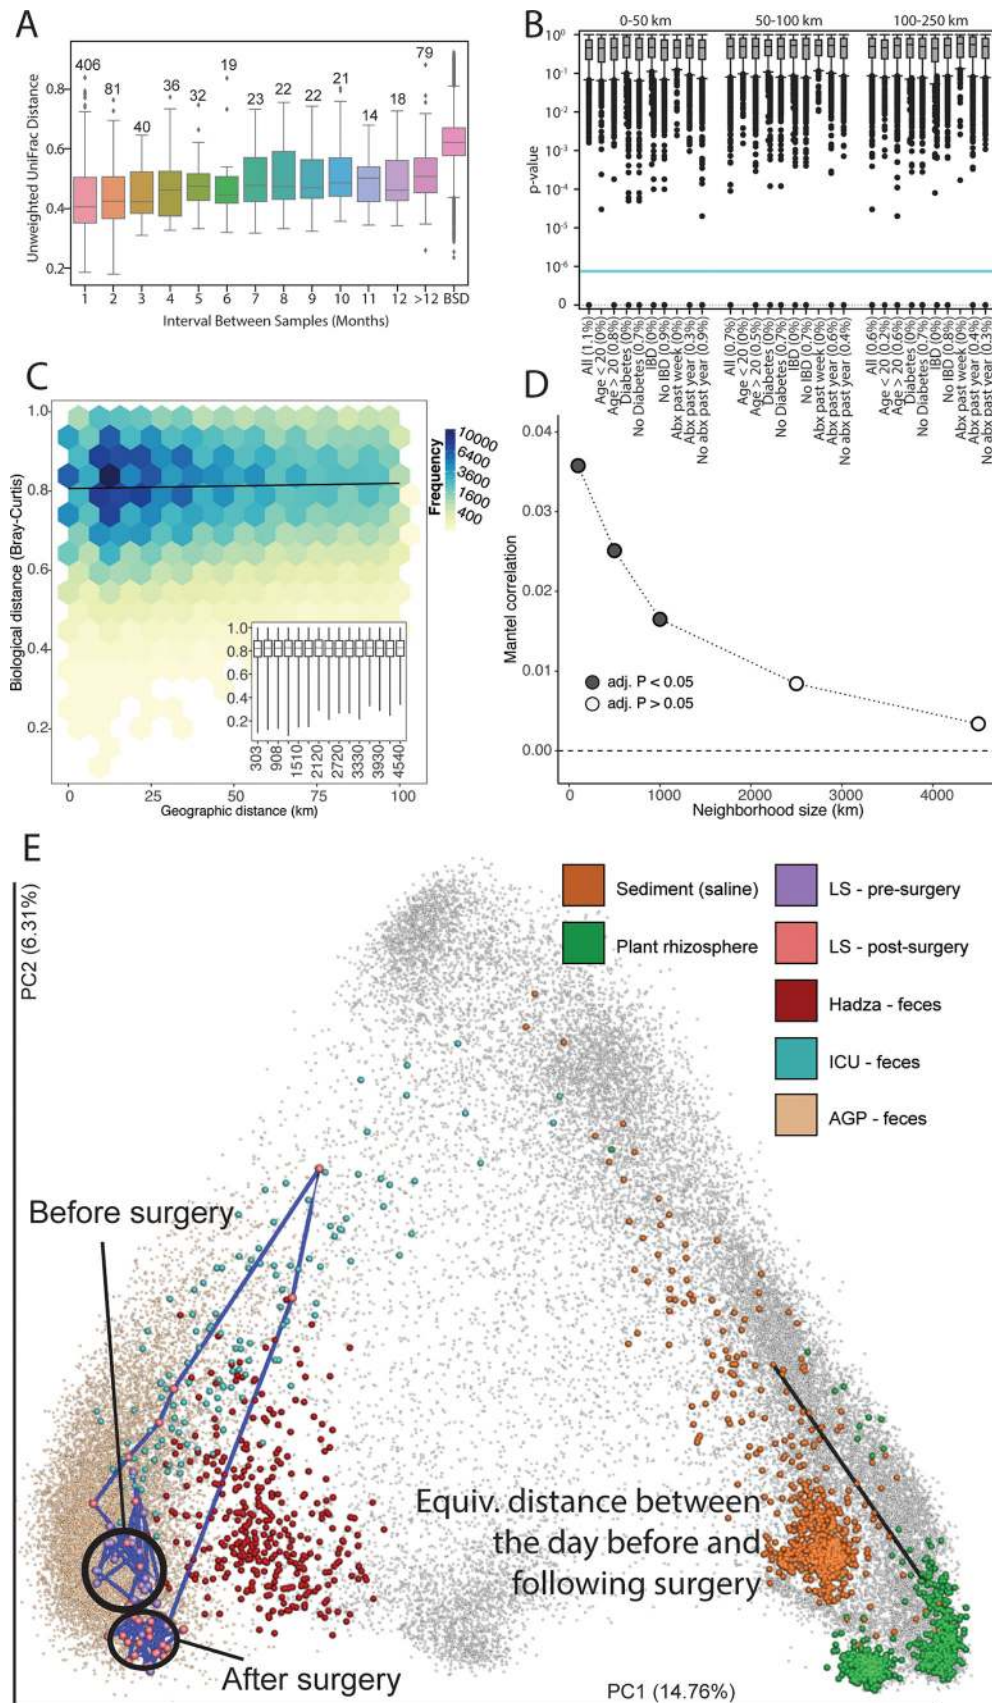 A
Unweighted UniFrac Distance
0.8
0.6
0.4
0.2
406
81
40
36
32
19
23
22
22
21
14
18
79
1 2 3 4 5 6 7 8 9 10 11 12 >12 BSD
Interval Between Samples (Months)
B
0-50 km 50-100 km 100-250 km
p-value
10⁰
10⁻¹
10⁻²
10⁻³
10⁻⁴
10⁻⁵
10⁻⁶
0
All (1.1%)
Age < 20 (0%)
Age > 20 (0.8%)
Diabetes (0%)
No Diabetes (0.7%)
IBD (0%)
No IBD (0.9%)
Abx past week (0%)
Abx past year (0.3%)
No abx past year (0.9%)
All (0.7%)
Age < 20 (0%)
Age > 20 (0.5%)
Diabetes (0%)
No Diabetes (0.7%)
IBD (0%)
No IBD (0.7%)
Abx past week (0%)
Abx past year (0.6%)
No abx past year (0.4%)
All (0.6%)
Age < 20 (0.2%)
Age > 20 (0.6%)
Diabetes (0%)
No Diabetes (0.7%)
IBD (0%)
No IBD (0.8%)
Abx past week (0%)
Abx past year (0.4%)
No abx past year (0.3%)
C
Biological distance (Bray-Curtis)
1.0
0.8
0.6
0.4
0.2
0 25 50 75 100
Geographic distance (km)
Frequency
10000
6400
3600
1600
400
1.0
0.8
0.6
0.4
0.2
303
908
1510
2120
2720
3330
3930
4540
D
Mantel correlation
0.04
0.03
0.02
0.01
0.00
adj. P < 0.05
adj. P > 0.05
0 1000 2000 3000 4000
Neighborhood size (km)
E
PC2 (6.31%)
Sediment (saline)
Plant rhizosphere
LS - pre-surgery
LS - post-surgery
Hadza - feces
ICU - feces
AGP - feces
Before surgery
Equiv. distance between
the day before and
following surgery
After surgery
PC1 (14.76%)